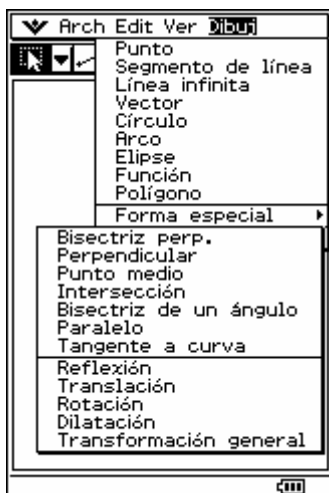 Arch Edit Ver Dibuj
Punto
Segmento de línea
Línea infinita
Vector
Círculo
Arco
Elipse
Función
Polígono
Forma especial
Bisectriz perp.
Perpendicular
Punto medio
Intersección
Bisectriz de un ángulo
Paralelo
Tangente a curva
Reflexión
Translación
Rotación
Dilatación
Transformación general